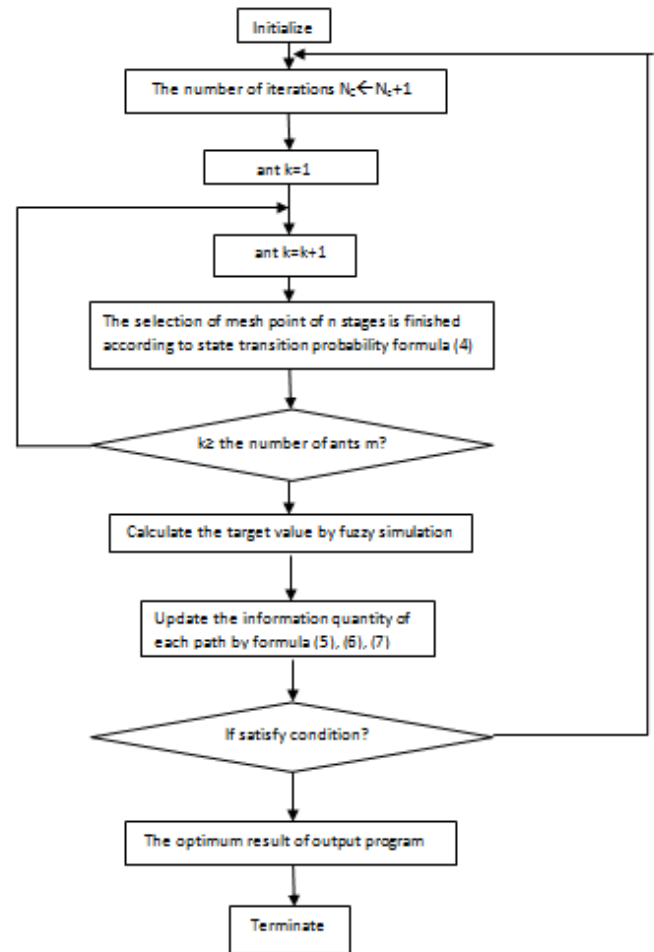 Initialize
The number of iterations Nc←Nc+1
ant k=1
ant k=k+1
The selection of mesh point of n stages is finished
according to state transition probability formula (4)
k≥ the number of ants m?
Calculate the target value by fuzzy simulation
Update the information quantity of
each path by formula (5), (6), (7)
If satisfy condition?
The optimum result of output program
Terminate